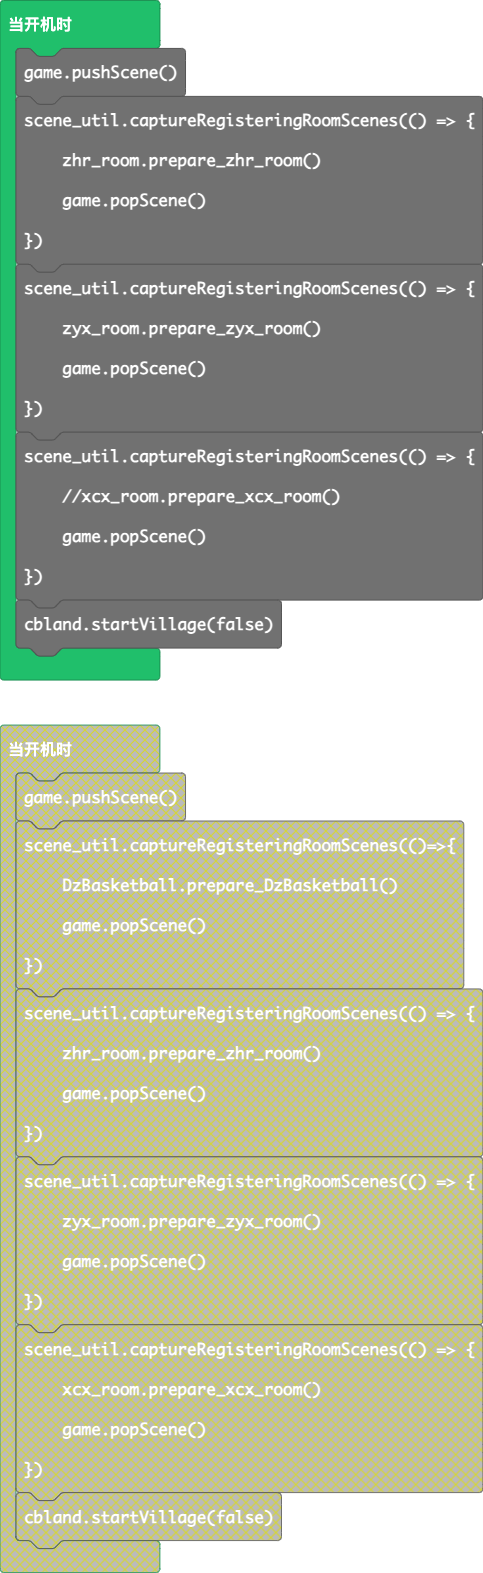 当开机时
game.pushScene()
scene_util.captureRegisteringRoomScenes(() => {
zhr_room.prepare_zhr_room()
game.popScene()
})
scene_util.captureRegisteringRoomScenes(() => {
zyx_room.prepare_zyx_room()
game.popScene()
})
scene_util.captureRegisteringRoomScenes(() => {
//xcx_room.prepare_xcx_room()
game.popScene()
})
cbland.startVillage(false)
当开机时
game.pushScene()
scene_util.captureRegisteringRoomScenes(()=>{
DzBasketball.prepare_DzBasketball()
game.popScene()
})
scene_util.captureRegisteringRoomScenes(() => {
zhr_room.prepare_zhr_room()
game.popScene()
})
scene_util.captureRegisteringRoomScenes(() => {
zyx_room.prepare_zyx_room()
game.popScene()
})
scene_util.captureRegisteringRoomScenes(() => {
xcx_room.prepare_xcx_room()
game.popScene()
})
cbland.startVillage(false)